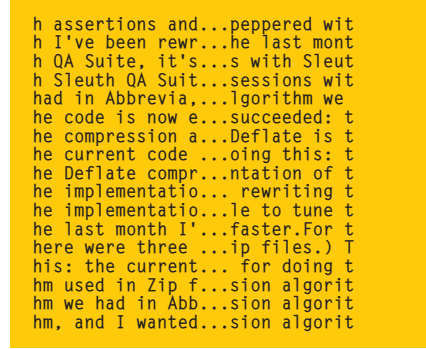 h assertions and...peppered wit
h I've been rewr...he last mont
h QA Suite, it's...s with Sleut
h Sleuth QA Suit...sessions wit
had in Abbrevia,...lgorithm we
he code is now e...succeeded: t
he compression a...Deflate is t
he current code ...oing this: t
he Deflate compr...ntation of t
he implementatio... rewriting t
he implementatio...le to tune t
he last month I'...faster.For t
here were three ...ip files.) T
his: the current... for doing t
hm used in Zip f...sion algorit
hm we had in Abb...sion algorit
hm, and I wanted...sion algorit